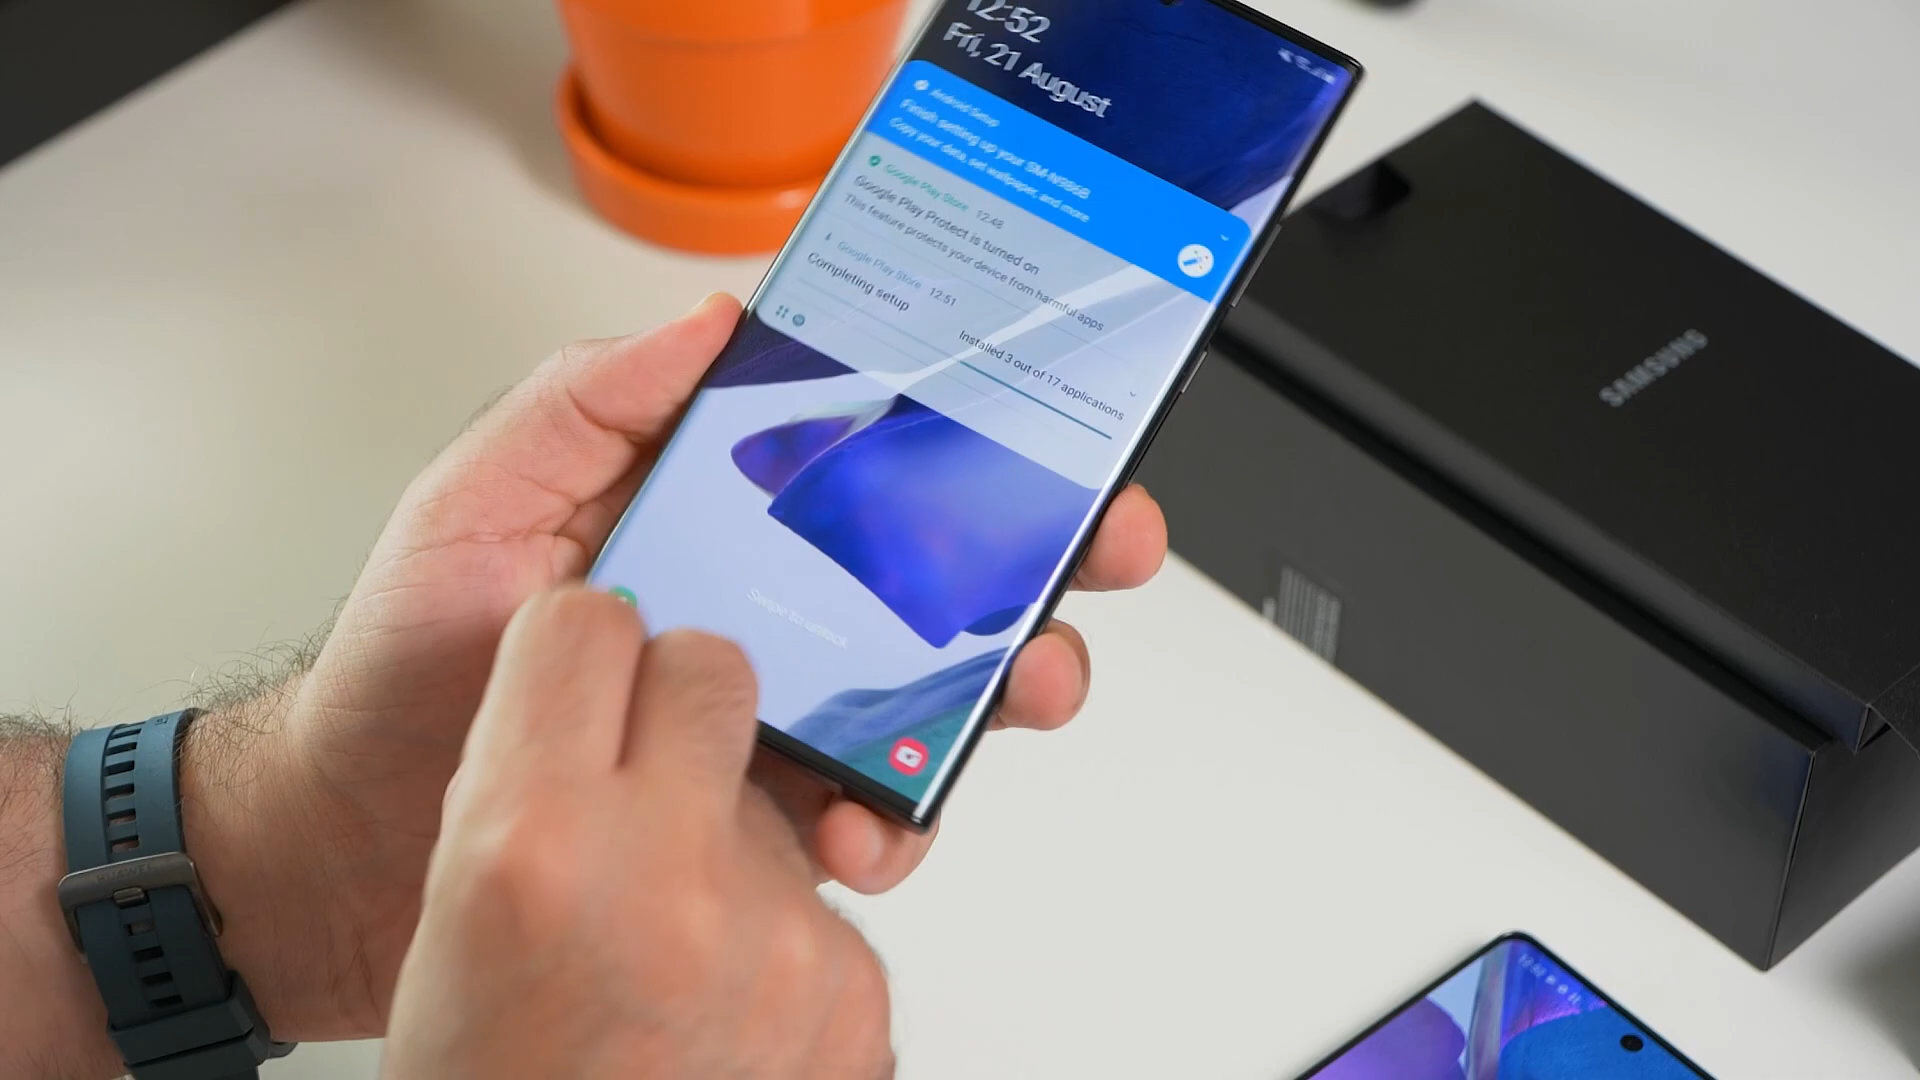 12:52
Fri, 21 August
Android Setup
Finish setting up your SM-N986B
Copy your data, set wallpaper, and more
Google Play Store 12:48
Google Play Protect is turned on
This feature protects your device from harmful apps
Google Play Store 12:51
Completing setup
Installed 3 out of 17 applications
Swipe to unlock
SAMSUNG
HUAWEI